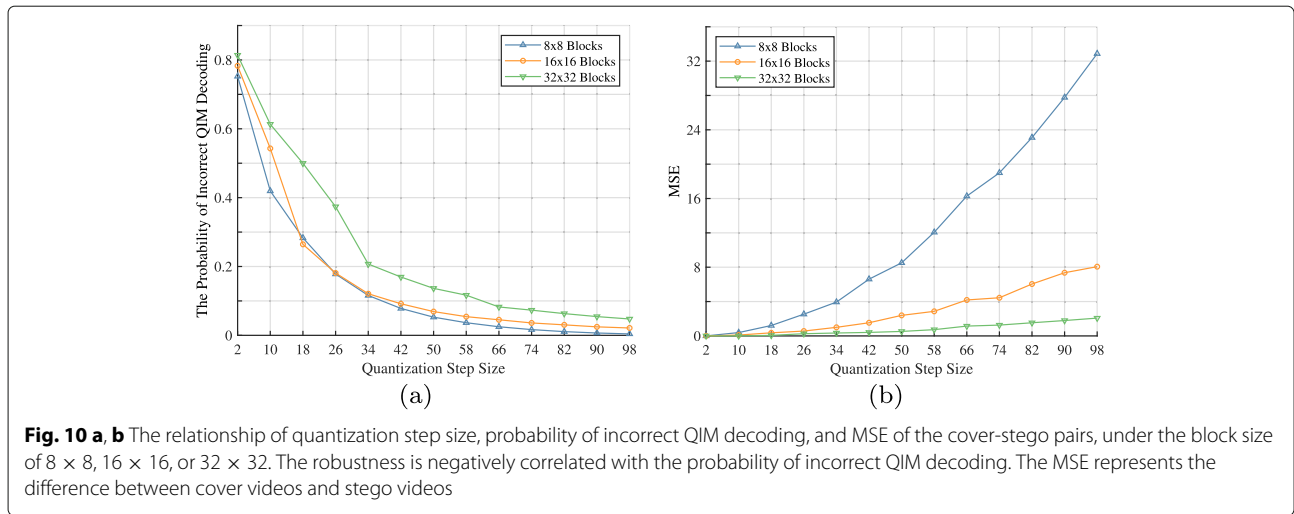 The Probability of Incorrect QIM Decoding
0.8
0.6
0.4
0.2
0
8x8 Blocks
16x16 Blocks
32x32 Blocks
2 10 18 26 34 42 50 58 66 74 82 90 98
Quantization Step Size
(a)
MSE
32
24
16
8
0
8x8 Blocks
16x16 Blocks
32x32 Blocks
2 10 18 26 34 42 50 58 66 74 82 90 98
Quantization Step Size
(b)
Fig. 10 a, b The relationship of quantization step size, probability of incorrect QIM decoding, and MSE of the cover-stego pairs, under the block size
of 8 × 8, 16 × 16, or 32 × 32. The robustness is negatively correlated with the probability of incorrect QIM decoding. The MSE represents the
difference between cover videos and stego videos